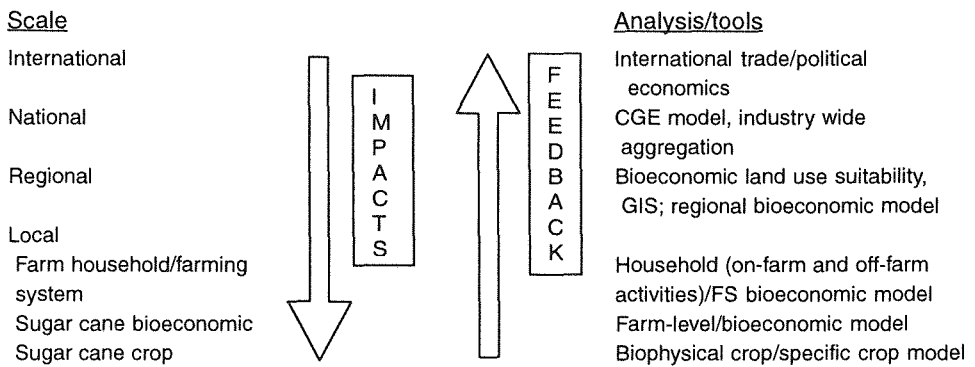 Scale
International
National
Regional
Local
Farm household/farming
system
Sugar cane bioeconomic
Sugar cane crop
IMPACTS
FEEDBACK
Analysis/tools
International trade/political
economics
CGE model, industry wide
aggregation
Bioeconomic land use suitability,
GIS; regional bioeconomic model
Household (on-farm and off-farm
activities)/FS bioeconomic model
Farm-level/bioeconomic model
Biophysical crop/specific crop model